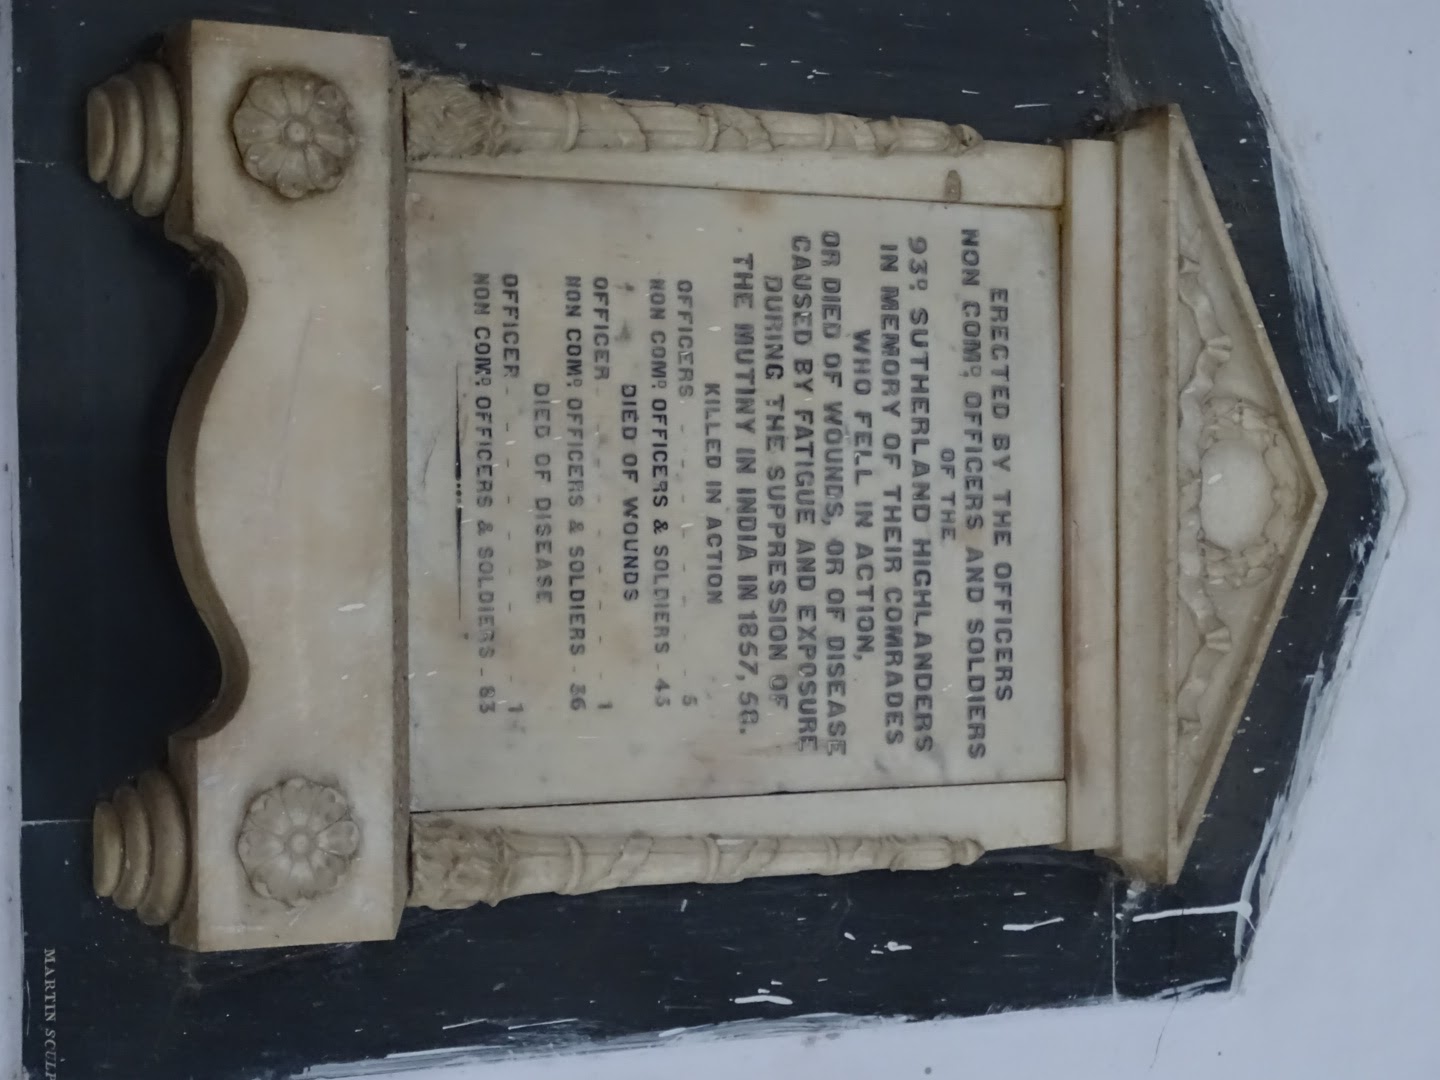 ERECTED BY THE OFFICERS
NON COMD. OFFICERS AND SOLDIERS
OF THE
93D. SUTHERLAND HIGHLANDERS
IN MEMORY OF THEIR COMRADES
WHO FELL IN ACTION,
OR DIED OF WOUNDS, OR OF DISEASE
CAUSED BY FATIGUE AND EXPOSURE
DURING THE SUPPRESSION OF
THE MUTINY IN INDIA IN 1857, 58.
KILLED IN ACTION
OFFICERS - - - - - 5
NON COMD. OFFICERS & SOLDIERS - 43
DIED OF WOUNDS
OFFICER - - - - - 1
NON COMD. OFFICERS & SOLDIERS - 36
DIED OF DISEASE
OFFICER - - - - - 1
NON COMD. OFFICERS & SOLDIERS - 83
MARTIN SCULP